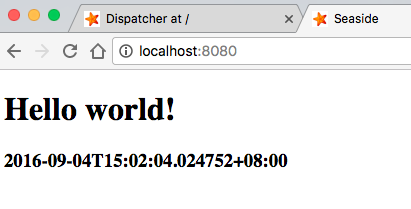 Dispatcher at /
Seaside
localhost:8080
Hello world!
2016-09-04T15:02:04.024752+08:00